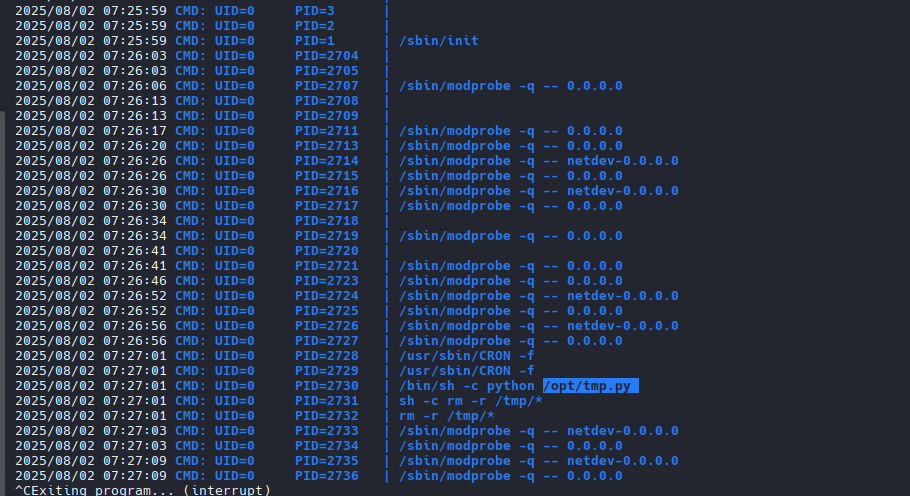 2025/08/02 07:25:59 CMD: UID=0     PID=3      |
2025/08/02 07:25:59 CMD: UID=0     PID=2      |
2025/08/02 07:25:59 CMD: UID=0     PID=1      | /sbin/init
2025/08/02 07:26:03 CMD: UID=0     PID=2704   |
2025/08/02 07:26:03 CMD: UID=0     PID=2705   |
2025/08/02 07:26:06 CMD: UID=0     PID=2707   | /sbin/modprobe -q -- 0.0.0.0
2025/08/02 07:26:13 CMD: UID=0     PID=2708   |
2025/08/02 07:26:13 CMD: UID=0     PID=2709   |
2025/08/02 07:26:17 CMD: UID=0     PID=2711   | /sbin/modprobe -q -- 0.0.0.0
2025/08/02 07:26:20 CMD: UID=0     PID=2713   | /sbin/modprobe -q -- 0.0.0.0
2025/08/02 07:26:26 CMD: UID=0     PID=2714   | /sbin/modprobe -q -- netdev-0.0.0.0
2025/08/02 07:26:26 CMD: UID=0     PID=2715   | /sbin/modprobe -q -- 0.0.0.0
2025/08/02 07:26:30 CMD: UID=0     PID=2716   | /sbin/modprobe -q -- netdev-0.0.0.0
2025/08/02 07:26:30 CMD: UID=0     PID=2717   | /sbin/modprobe -q -- 0.0.0.0
2025/08/02 07:26:34 CMD: UID=0     PID=2718   |
2025/08/02 07:26:34 CMD: UID=0     PID=2719   | /sbin/modprobe -q -- 0.0.0.0
2025/08/02 07:26:41 CMD: UID=0     PID=2720   |
2025/08/02 07:26:41 CMD: UID=0     PID=2721   | /sbin/modprobe -q -- 0.0.0.0
2025/08/02 07:26:46 CMD: UID=0     PID=2723   | /sbin/modprobe -q -- 0.0.0.0
2025/08/02 07:26:52 CMD: UID=0     PID=2724   | /sbin/modprobe -q -- netdev-0.0.0.0
2025/08/02 07:26:52 CMD: UID=0     PID=2725   | /sbin/modprobe -q -- 0.0.0.0
2025/08/02 07:26:56 CMD: UID=0     PID=2726   | /sbin/modprobe -q -- netdev-0.0.0.0
2025/08/02 07:26:56 CMD: UID=0     PID=2727   | /sbin/modprobe -q -- 0.0.0.0
2025/08/02 07:27:01 CMD: UID=0     PID=2728   | /usr/sbin/CRON -f
2025/08/02 07:27:01 CMD: UID=0     PID=2729   | /usr/sbin/CRON -f
2025/08/02 07:27:01 CMD: UID=0     PID=2730   | /bin/sh -c python /opt/tmp.py
2025/08/02 07:27:01 CMD: UID=0     PID=2731   | sh -c rm -r /tmp/*
2025/08/02 07:27:01 CMD: UID=0     PID=2732   | rm -r /tmp/*
2025/08/02 07:27:03 CMD: UID=0     PID=2733   | /sbin/modprobe -q -- netdev-0.0.0.0
2025/08/02 07:27:03 CMD: UID=0     PID=2734   | /sbin/modprobe -q -- 0.0.0.0
2025/08/02 07:27:09 CMD: UID=0     PID=2735   | /sbin/modprobe -q -- netdev-0.0.0.0
2025/08/02 07:27:09 CMD: UID=0     PID=2736   | /sbin/modprobe -q -- 0.0.0.0
^CExiting program... (interrupt)